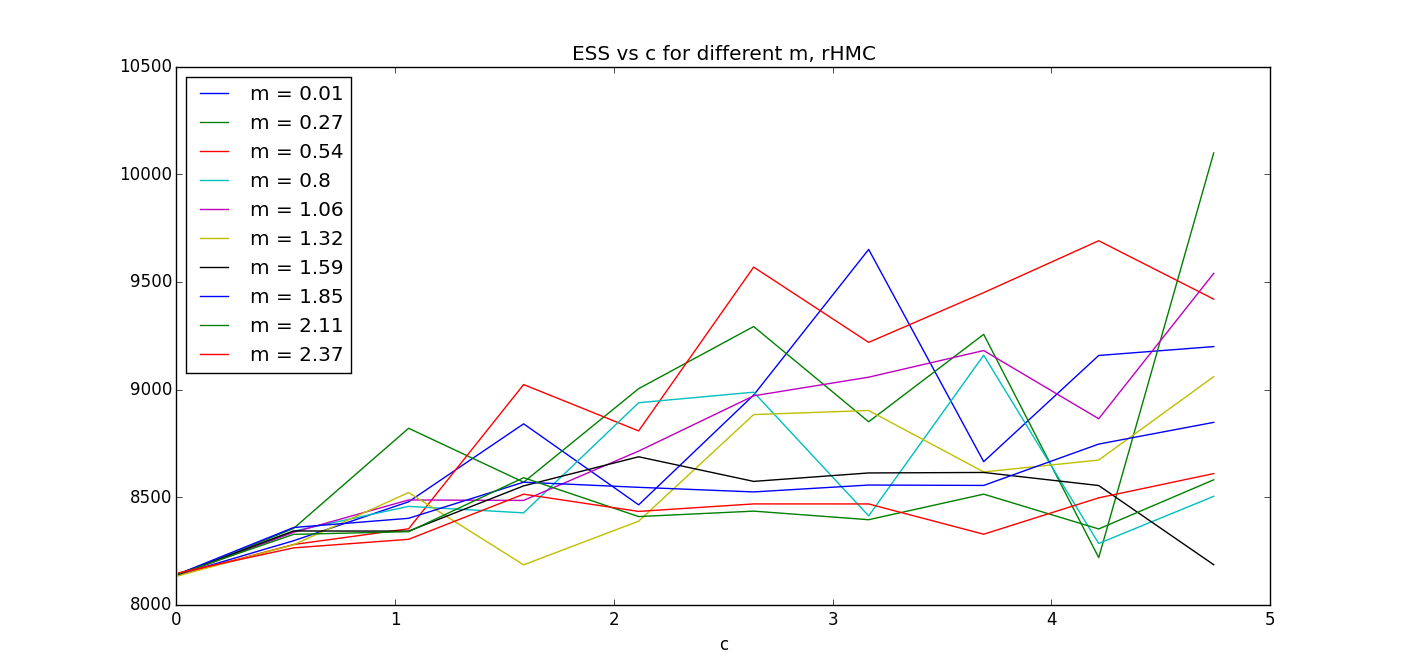 ESS vs c for different m, rHMC
10500
10000
9500
9000
8500
8000
m = 0.01
m = 0.27
m = 0.54
m = 0.8
m = 1.06
m = 1.32
m = 1.59
m = 1.85
m = 2.11
m = 2.37
0 1 2 3 4 5
c